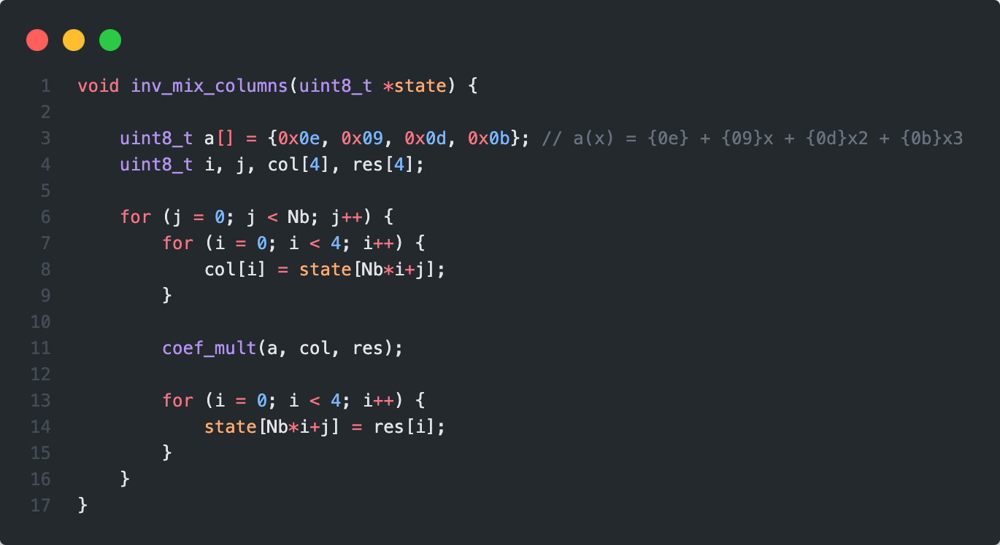 1 void inv_mix_columns(uint8_t *state) {
2
3     uint8_t a[] = {0x0e, 0x09, 0x0d, 0x0b}; // a(x) = {0e} + {09}x + {0d}x2 + {0b}x3
4     uint8_t i, j, col[4], res[4];
5
6     for (j = 0; j < Nb; j++) {
7         for (i = 0; i < 4; i++) {
8             col[i] = state[Nb*i+j];
9         }
10
11         coef_mult(a, col, res);
12
13         for (i = 0; i < 4; i++) {
14             state[Nb*i+j] = res[i];
15         }
16     }
17 }